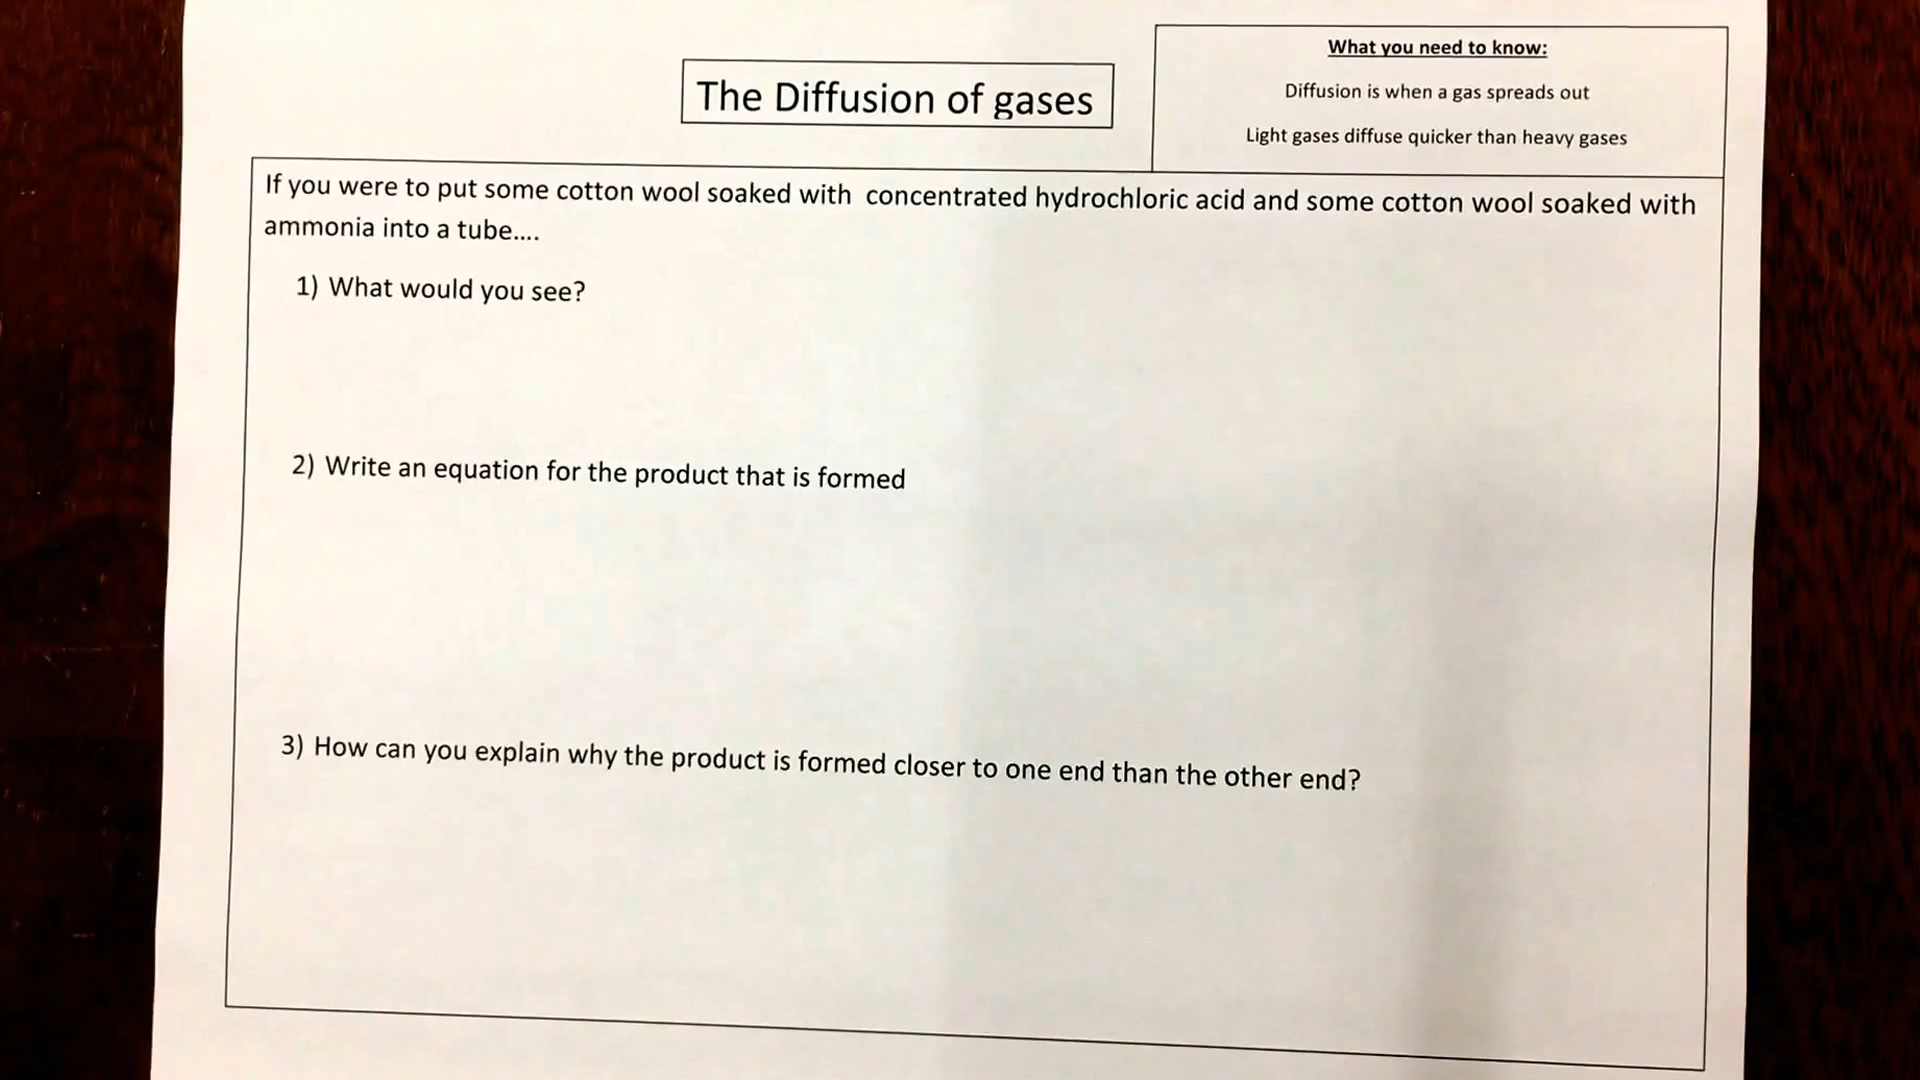 The Diffusion of gases
What you need to know:
Diffusion is when a gas spreads out
Light gases diffuse quicker than heavy gases
If you were to put some cotton wool soaked with concentrated hydrochloric acid and some cotton wool soaked with
ammonia into a tube....
1) What would you see?
2) Write an equation for the product that is formed
3) How can you explain why the product is formed closer to one end than the other end?